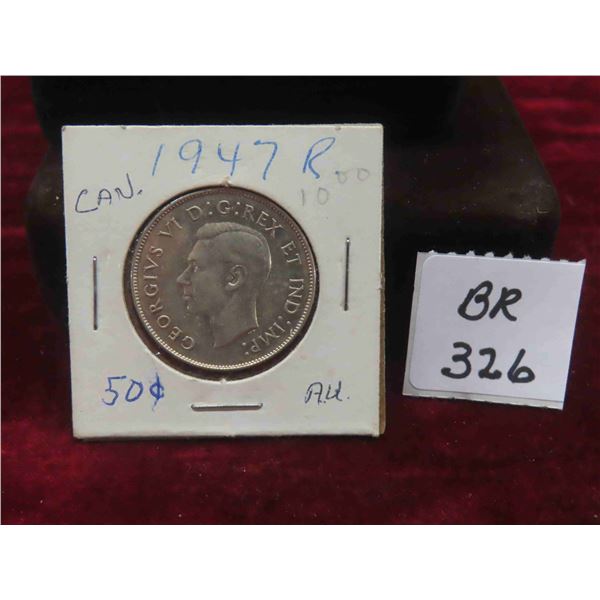 1947 R
CAN. 10 00
GEORGIVS VI D:G:REX ET IND:IMP:
50¢ A.U.
BR
326